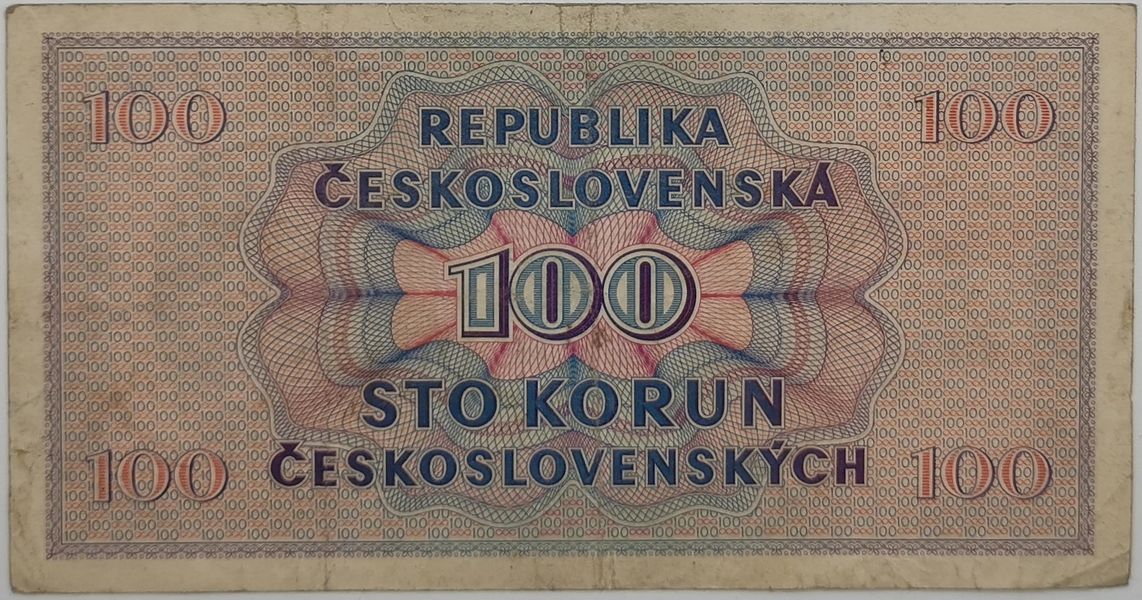 100 100
REPUBLIKA
ČESKOSLOVENSKÁ
100
STO KORUN
ČESKOSLOVENSKÝCH
100 100